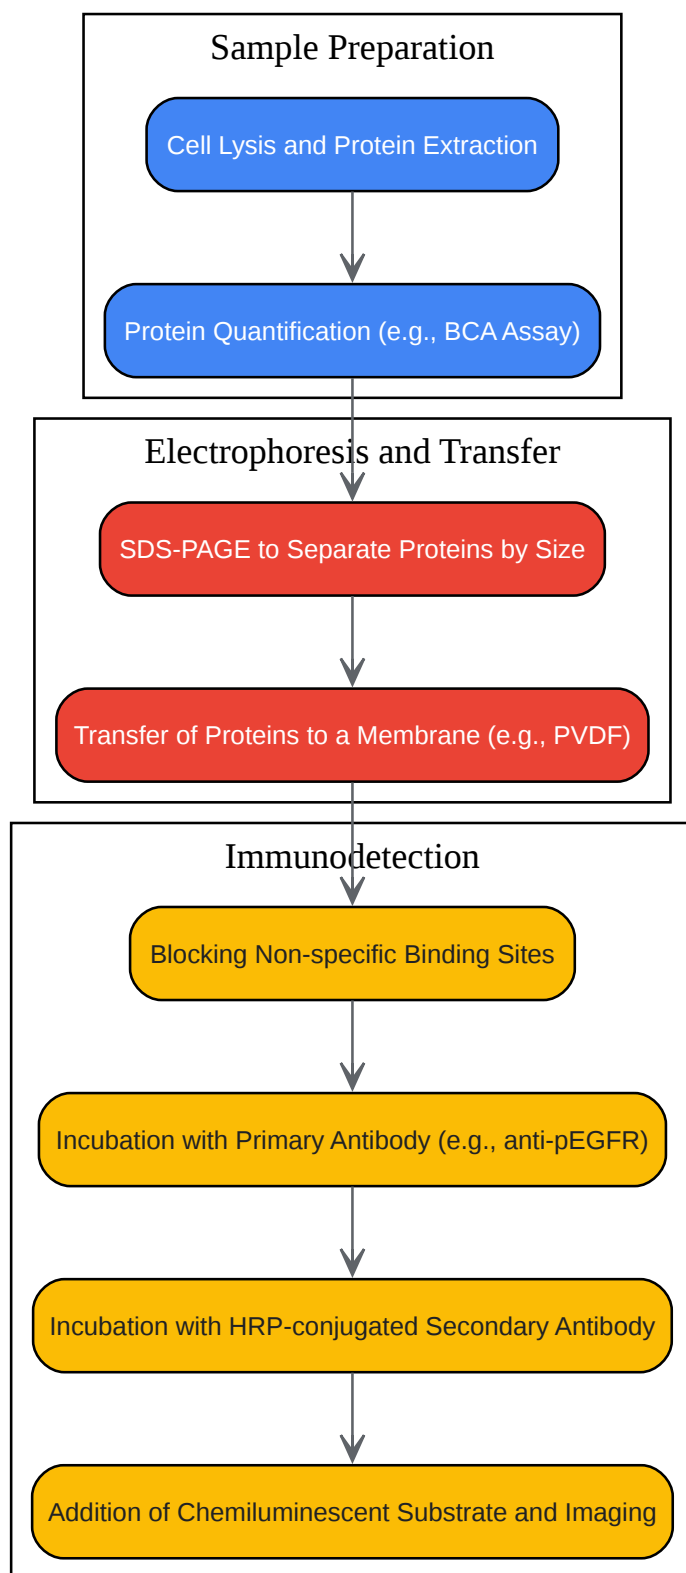 Sample Preparation
Cell Lysis and Protein Extraction
Protein Quantification (e.g., BCA Assay)
Electrophoresis and Transfer
SDS-PAGE to Separate Proteins by Size
Transfer of Proteins to a Membrane (e.g., PVDF)
Immunodetection
Blocking Non-specific Binding Sites
Incubation with Primary Antibody (e.g., anti-pEGFR)
Incubation with HRP-conjugated Secondary Antibody
Addition of Chemiluminescent Substrate and Imaging